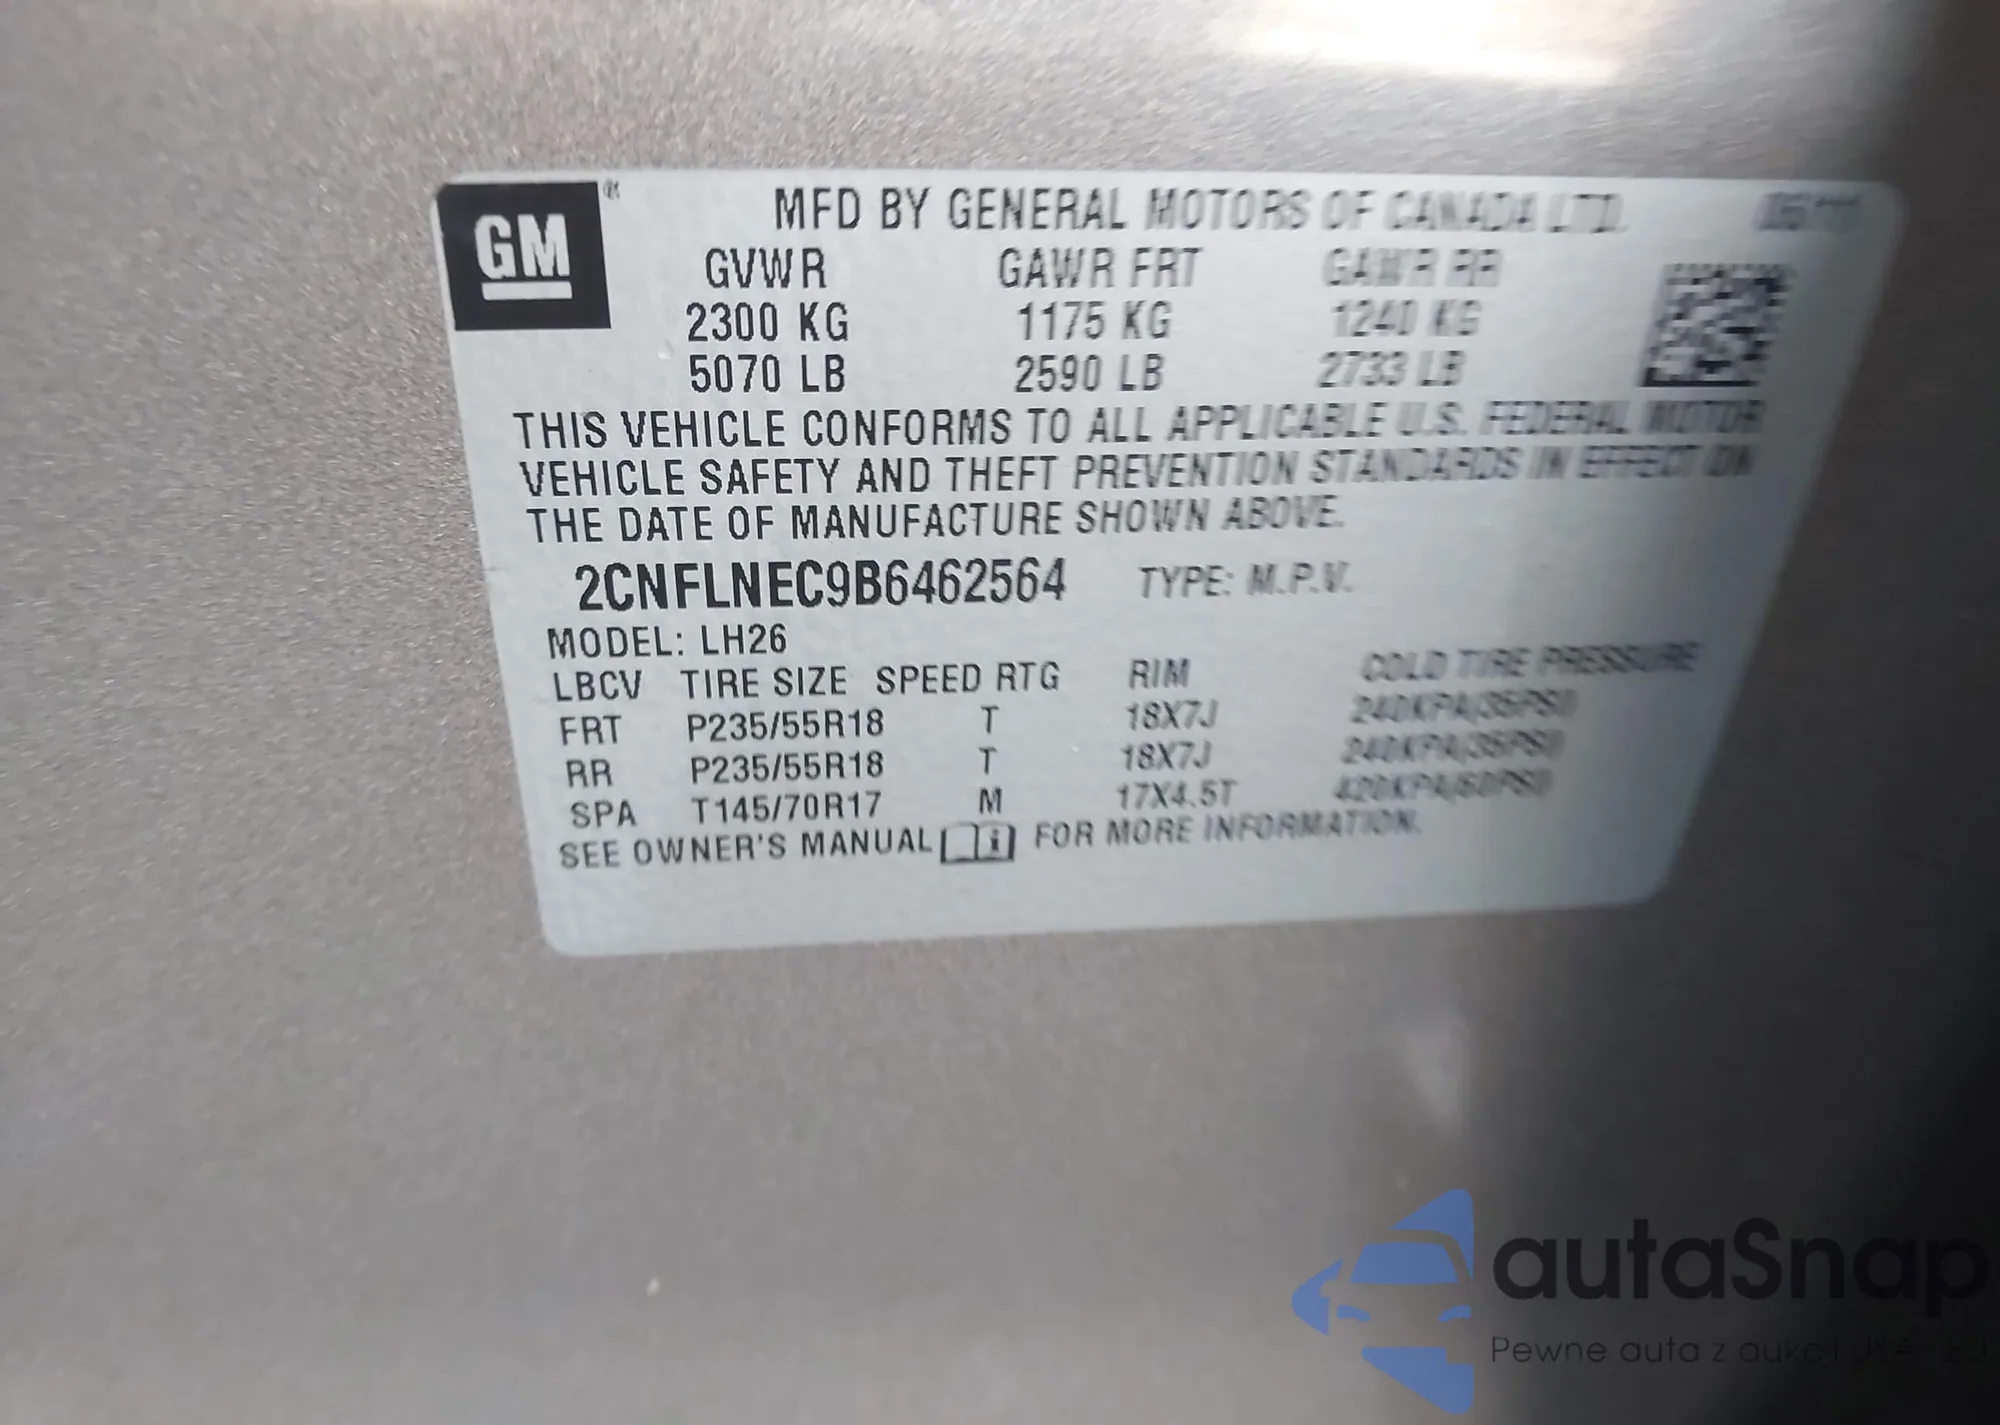 GM ® MFD BY GENERAL MOTORS OF CANADA LTD. 06/11
GVWR GAWR FRT GAWR RR
2300 KG 1175 KG 1240 KG
5070 LB 2590 LB 2733 LB
THIS VEHICLE CONFORMS TO ALL APPLICABLE U.S. FEDERAL MOTOR
VEHICLE SAFETY AND THEFT PREVENTION STANDARDS IN EFFECT ON
THE DATE OF MANUFACTURE SHOWN ABOVE.
2CNFLNEC9B6462564 TYPE: M.P.V.
MODEL: LH26
LBCV TIRE SIZE SPEED RTG RIM COLD TIRE PRESSURE
FRT P235/55R18 T 18X7J 240KPA(35PSI)
RR P235/55R18 T 18X7J 240KPA(35PSI)
SPA T145/70R17 M 17X4.5T 420KPA(60PSI)
SEE OWNER'S MANUAL FOR MORE INFORMATION.
autaSnap
Pewne auta z